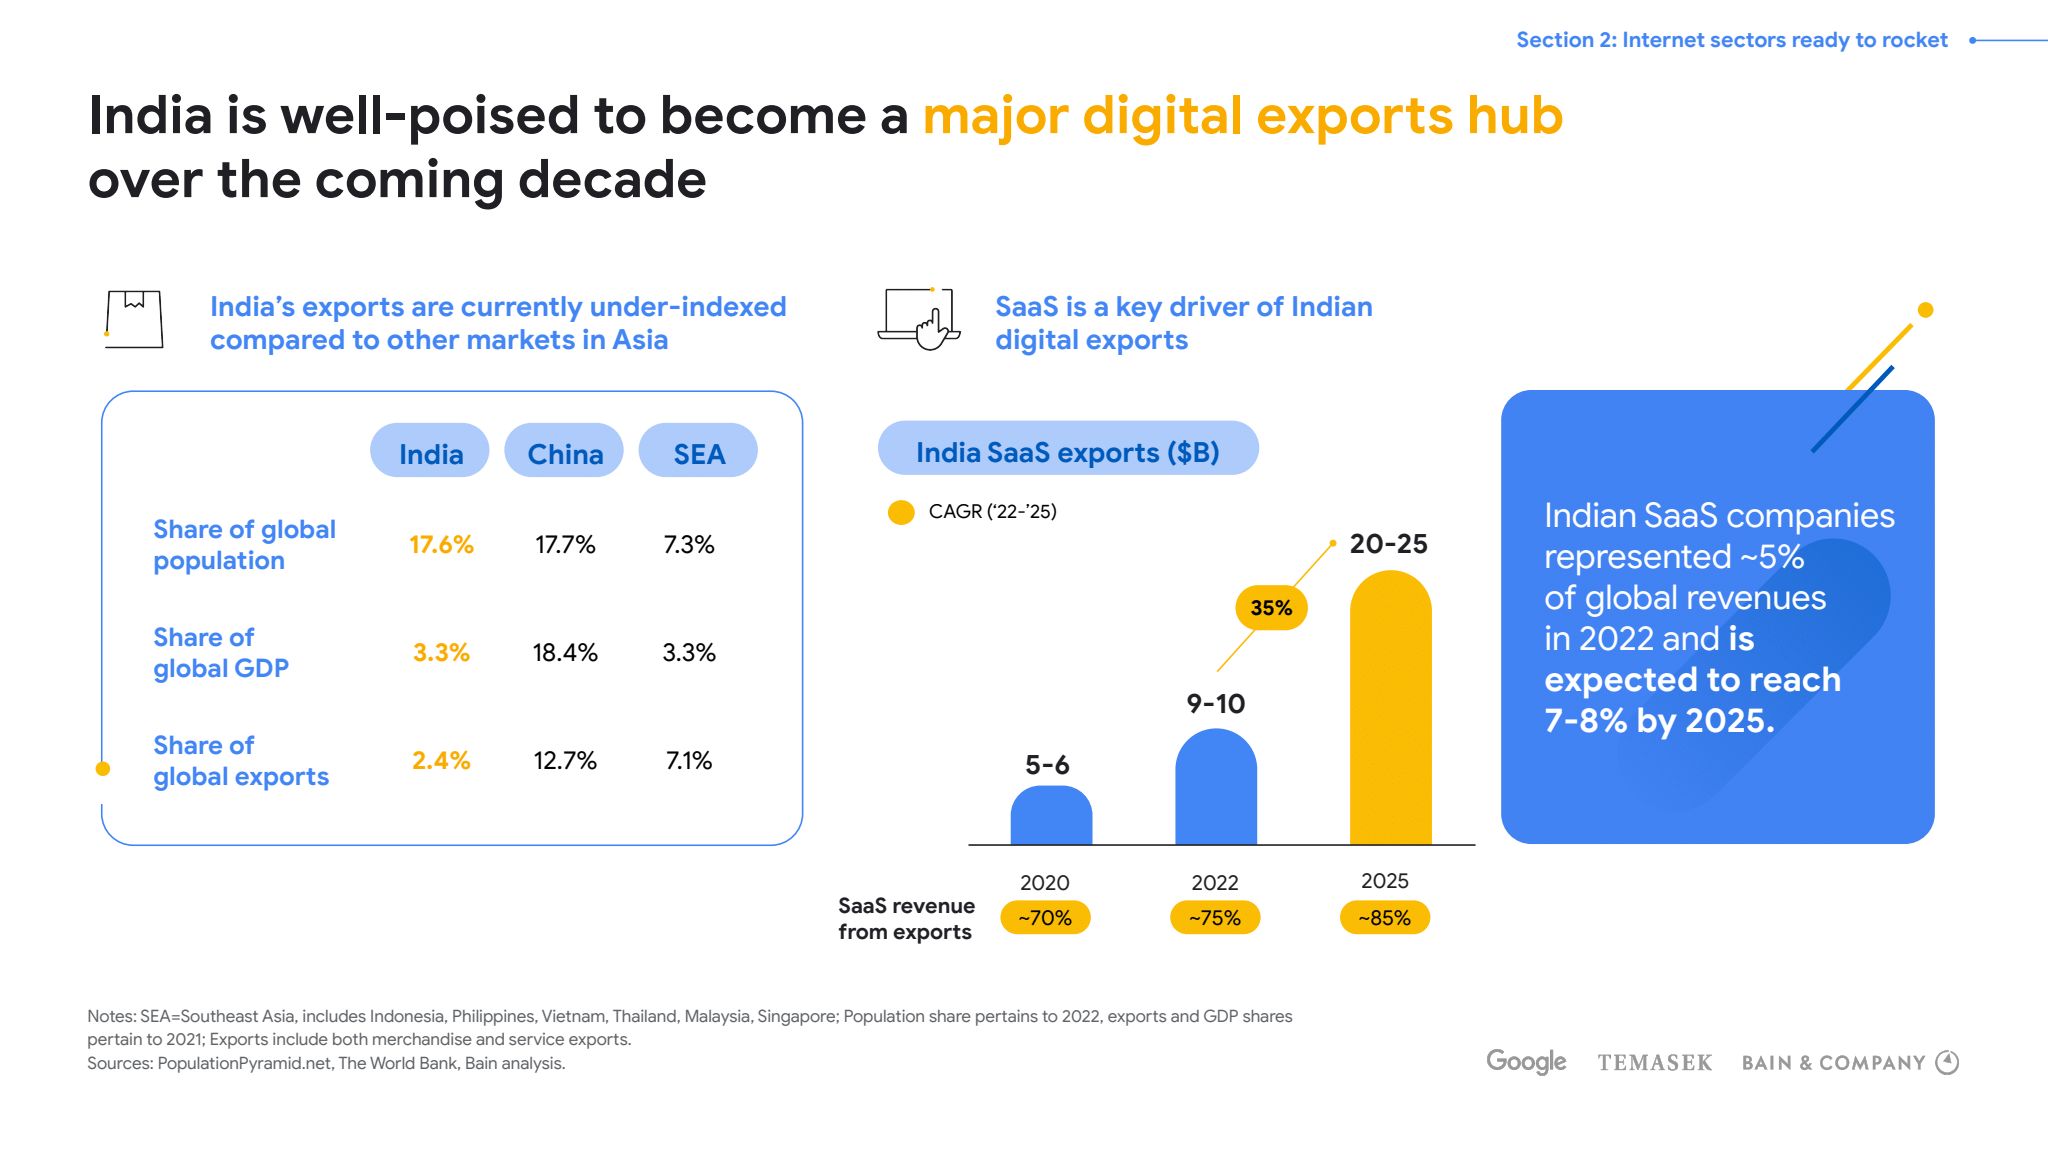 Section 2: Internet sectors ready to rocket
India is well-poised to become a major digital exports hub
over the coming decade
India’s exports are currently under-indexed
compared to other markets in Asia
India China SEA
Share of global
population
17.6% 17.7% 7.3%
Share of
global GDP
3.3% 18.4% 3.3%
Share of
global exports
2.4% 12.7% 7.1%
SaaS is a key driver of Indian
digital exports
India SaaS exports ($B)
CAGR (‘22-’25)
20-25
35%
9-10
5-6
2020 2022 2025
SaaS revenue
from exports
~70% ~75% ~85%
Indian SaaS companies
represented ~5%
of global revenues
in 2022 and is
expected to reach
7-8% by 2025.
Notes: SEA=Southeast Asia, includes Indonesia, Philippines, Vietnam, Thailand, Malaysia, Singapore; Population share pertains to 2022, exports and GDP shares
pertain to 2021; Exports include both merchandise and service exports.
Sources: PopulationPyramid.net, The World Bank, Bain analysis.
Google TEMASEK BAIN & COMPANY